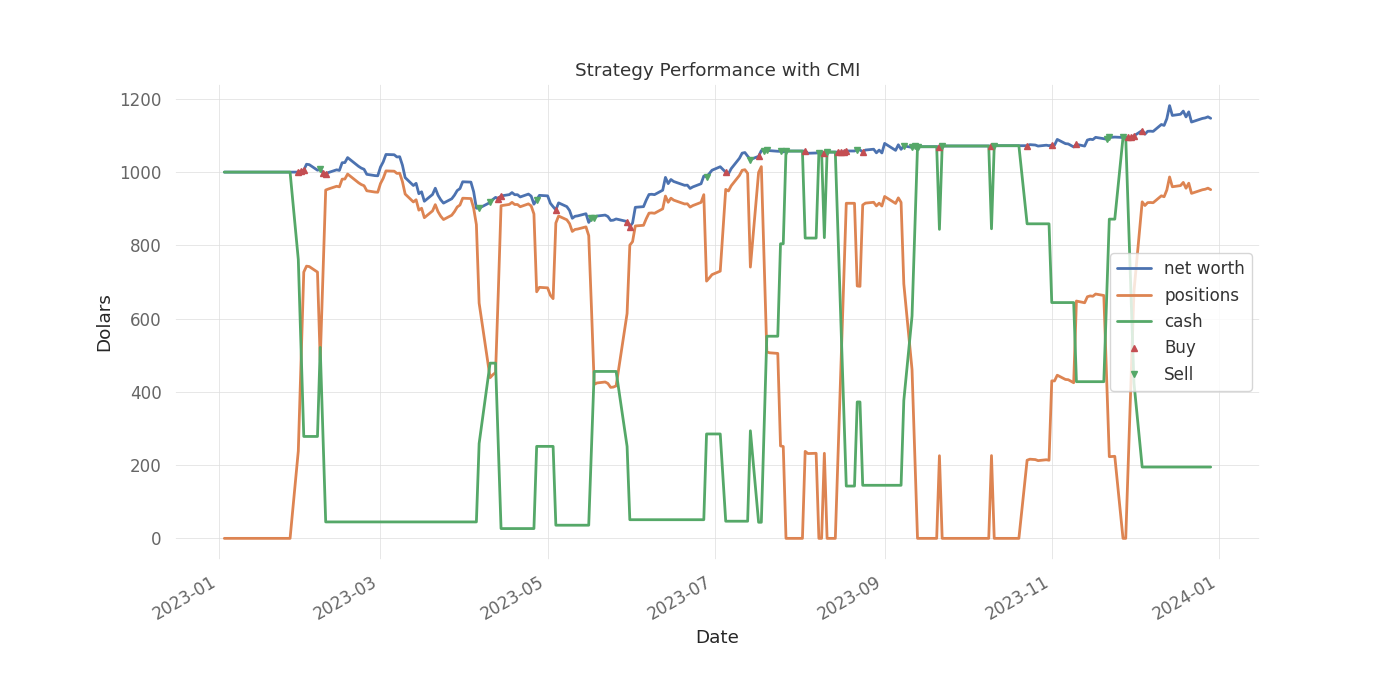 Strategy Performance with CMI
1200
1000
800
600
400
200
0
Dolars
net worth
positions
cash
Buy
Sell
2023-01
2023-03
2023-05
2023-07
2023-09
2023-11
2024-01
Date